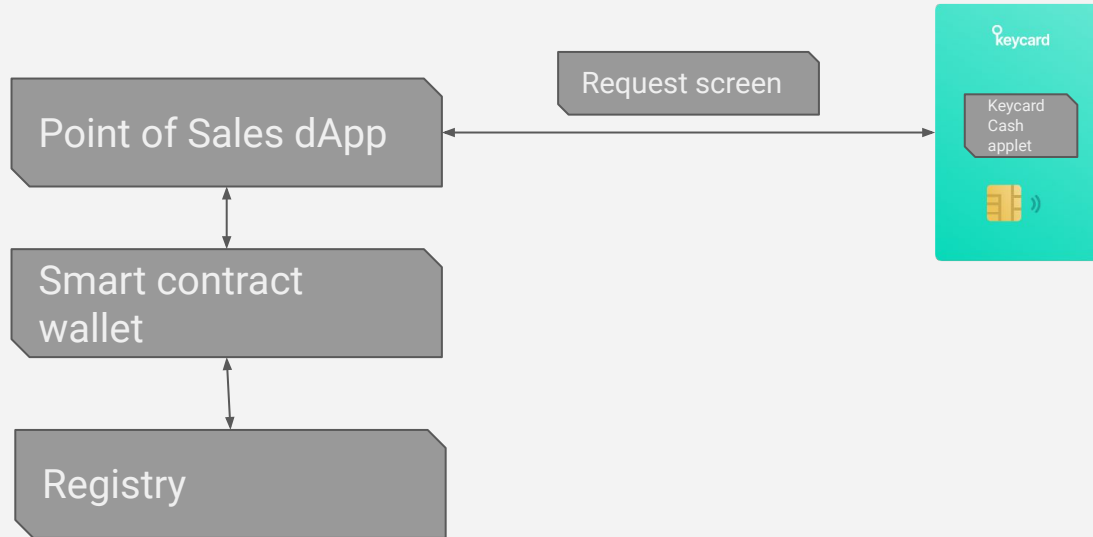 keycard
Request screen
Point of Sales dApp
Keycard
Cash
applet
Smart contract
wallet
Registry